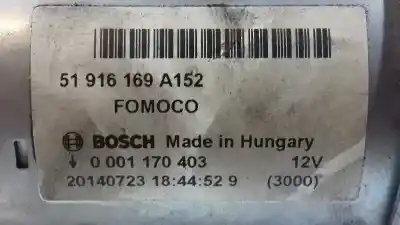 51 916 169 A152
FOMOCO
BOSCH Made in Hungary
0 001 170 403 12V
20140723 18:44:52 9 (3000)